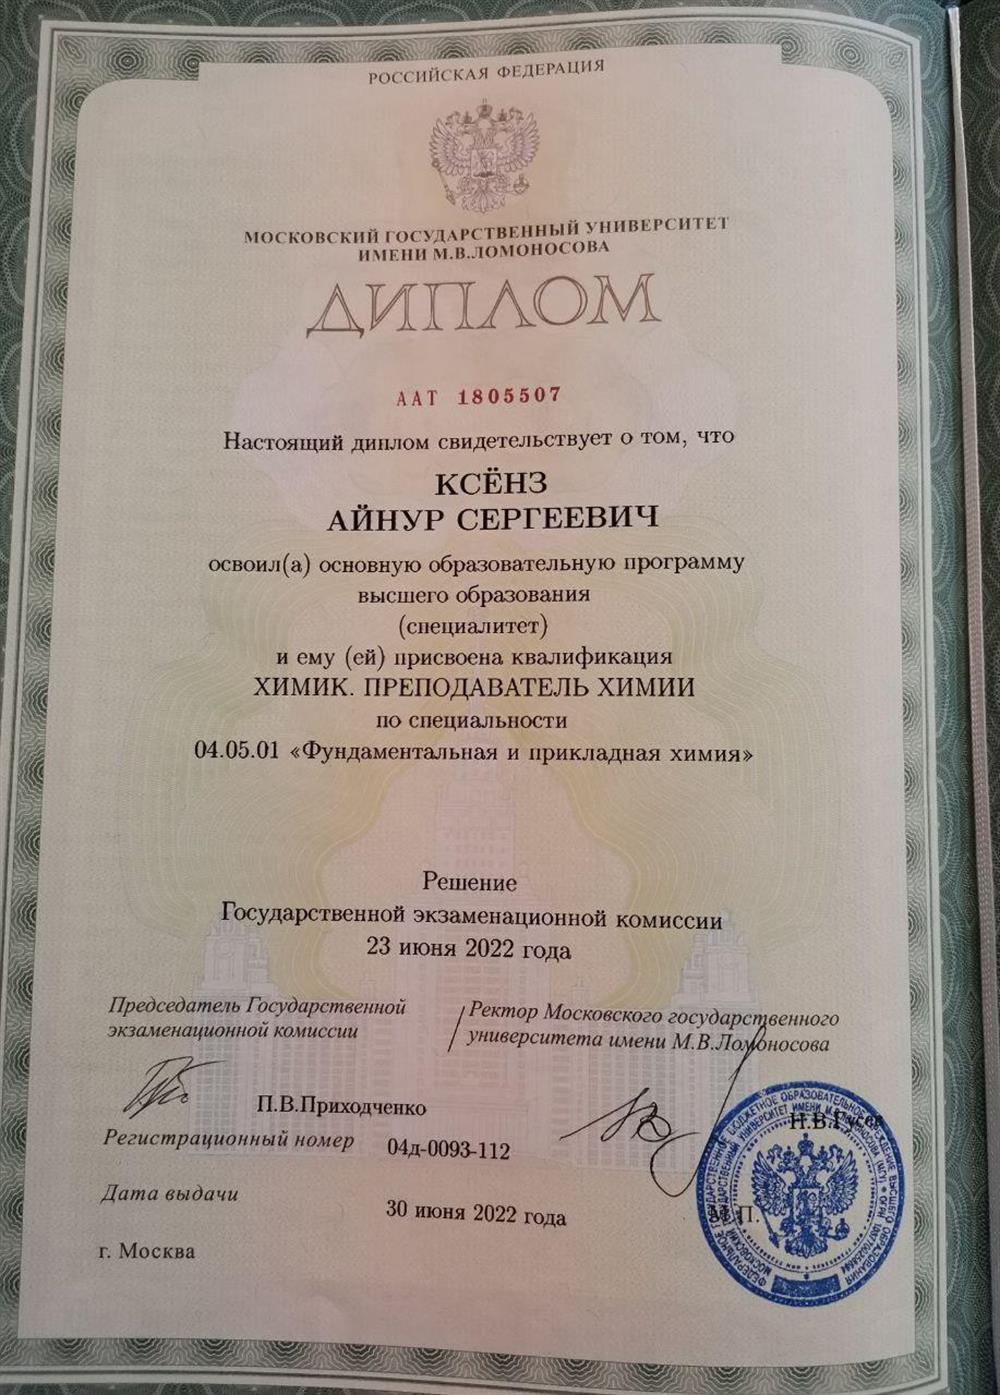 РОССИЙСКАЯ ФЕДЕРАЦИЯ
МОСКОВСКИЙ ГОСУДАРСТВЕННЫЙ УНИВЕРСИТЕТ
ИМЕНИ М.В.ЛОМОНОСОВА
ДИПЛОМ
ААТ 1805507
Настоящий диплом свидетельствует о том, что
КСЁНЗ
АЙНУР СЕРГЕЕВИЧ
освоил(а) основную образовательную программу
высшего образования
(специалитет)
и ему (ей) присвоена квалификация
ХИМИК. ПРЕПОДАВАТЕЛЬ ХИМИИ
по специальности
04.05.01 «Фундаментальная и прикладная химия»
Решение
Государственной экзаменационной комиссии
23 июня 2022 года
Председатель Государственной
экзаменационной комиссии
П.В.Приходченко
Регистрационный номер 04д-0093-112
Дата выдачи 30 июня 2022 года
г. Москва
Ректор Московского государственного
университета имени М.В.Ломоносова
Н.В.Гусев
М.П.